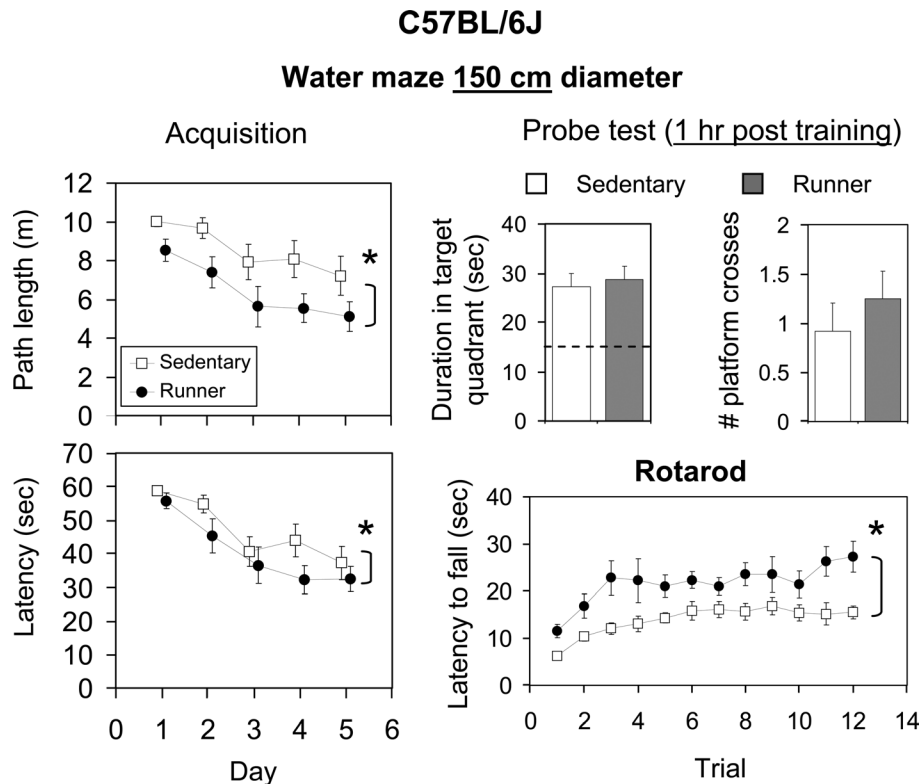 C57BL/6J
Water maze 150 cm diameter
Acquisition
Path length (m)
12
10
8
6
4
2
0
Sedentary
Runner
*
Latency (sec)
70
60
50
40
30
20
10
0
*
0 1 2 3 4 5 6
Day
Probe test (1 hr post training)
Sedentary Runner
Duration in target
quadrant (sec)
40
30
20
10
0
# platform crosses
2
1.5
1
0.5
0
Rotarod
Latency to fall (sec)
40
30
20
10
0
*
0 2 4 6 8 10 12 14
Trial